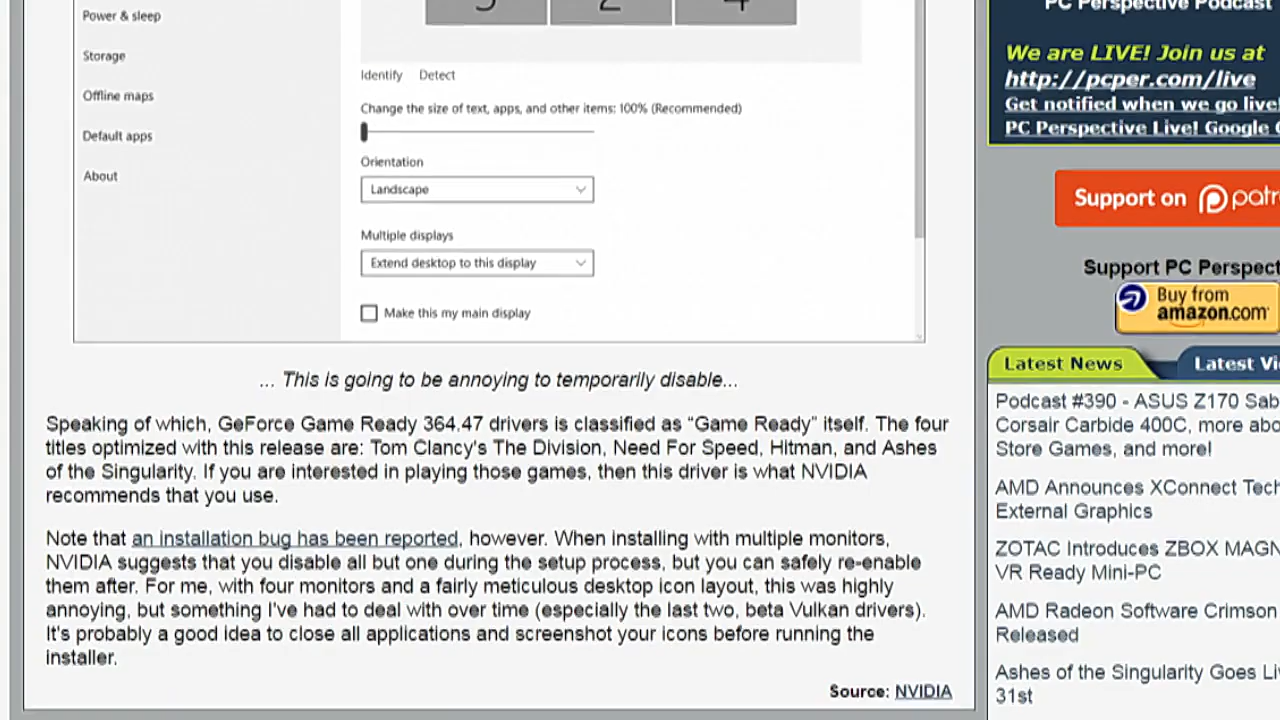 Power & sleep
Storage
Offline maps
Default apps
About
3 2 4
Identify Detect
Change the size of text, apps, and other items: 100% (Recommended)
Orientation
Landscape
Multiple displays
Extend desktop to this display
Make this my main display
... This is going to be annoying to temporarily disable...
Speaking of which, GeForce Game Ready 364.47 drivers is classified as “Game Ready” itself. The four
titles optimized with this release are: Tom Clancy's The Division, Need For Speed, Hitman, and Ashes
of the Singularity. If you are interested in playing those games, then this driver is what NVIDIA
recommends that you use.
Note that an installation bug has been reported, however. When installing with multiple monitors,
NVIDIA suggests that you disable all but one during the setup process, but you can safely re-enable
them after. For me, with four monitors and a fairly meticulous desktop icon layout, this was highly
annoying, but something I've had to deal with over time (especially the last two, beta Vulkan drivers).
It's probably a good idea to close all applications and screenshot your icons before running the
installer.
Source: NVIDIA
PC Perspective Podcast
We are LIVE! Join us at
http://pcper.com/live
Get notified when we go live!
PC Perspective Live! Google
Support on patr
Support PC Perspect
Buy from
amazon.com
Latest News Latest Vi
Podcast #390 - ASUS Z170 Sab
Corsair Carbide 400C, more abo
Store Games, and more!
AMD Announces XConnect Tech
External Graphics
ZOTAC Introduces ZBOX MAGN
VR Ready Mini-PC
AMD Radeon Software Crimson
Released
Ashes of the Singularity Goes Li
31st